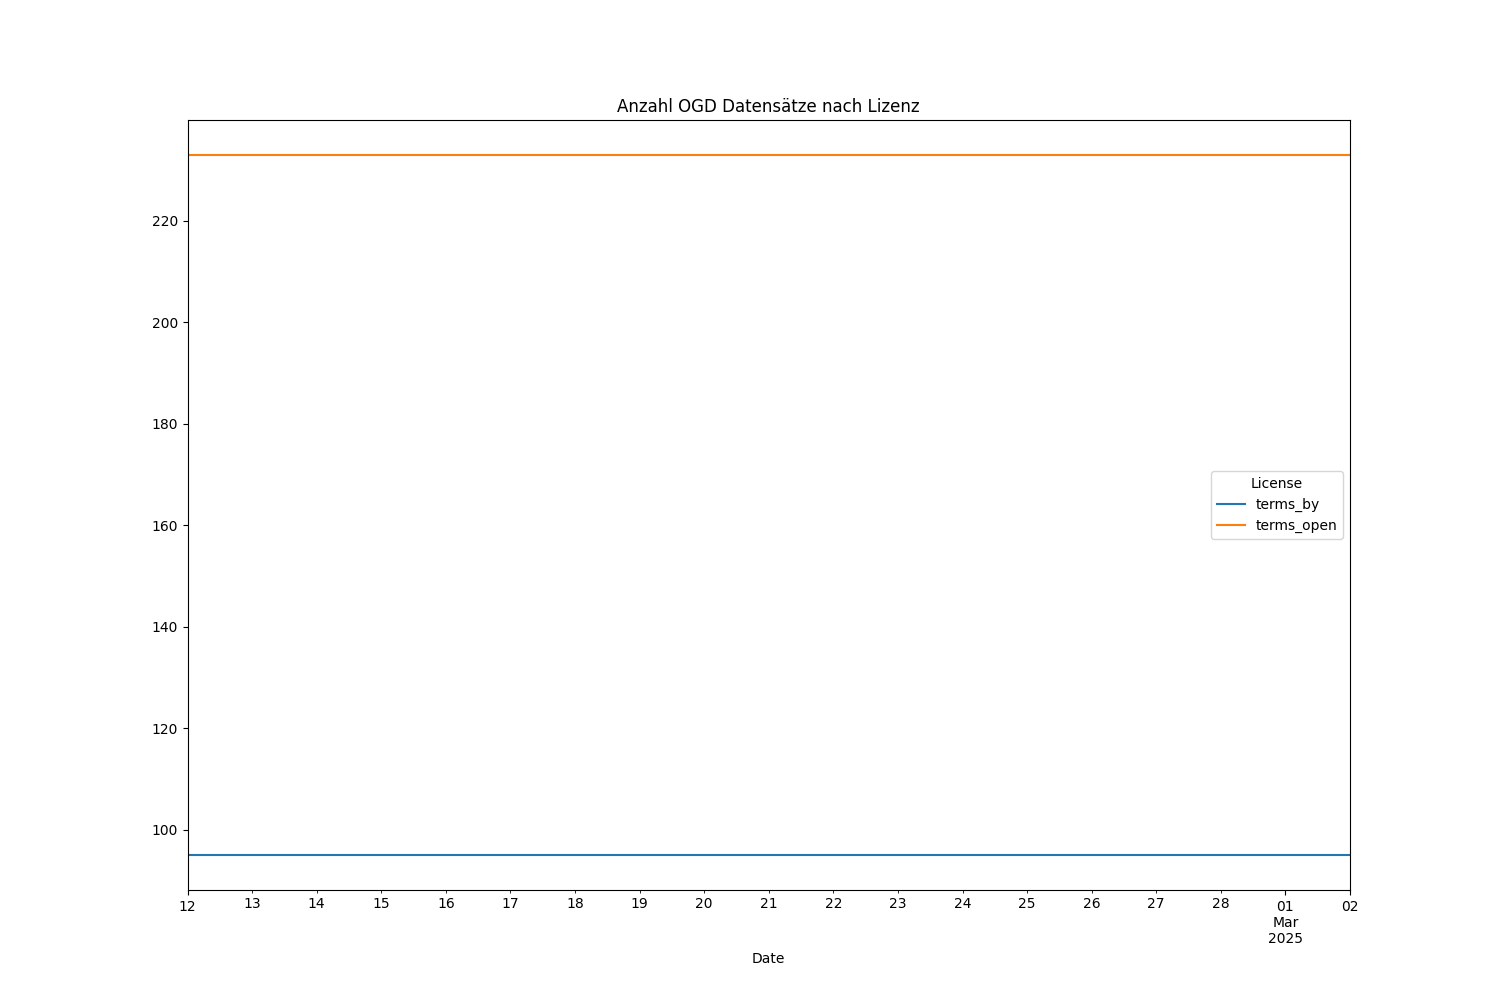 Anzahl OGD Datensätze nach Lizenz
220
200
180
160
140
120
100
License
terms_by
terms_open
12 13 14 15 16 17 18 19 20 21 22 23 24 25 26 27 28 01 02
Mar
2025
Date